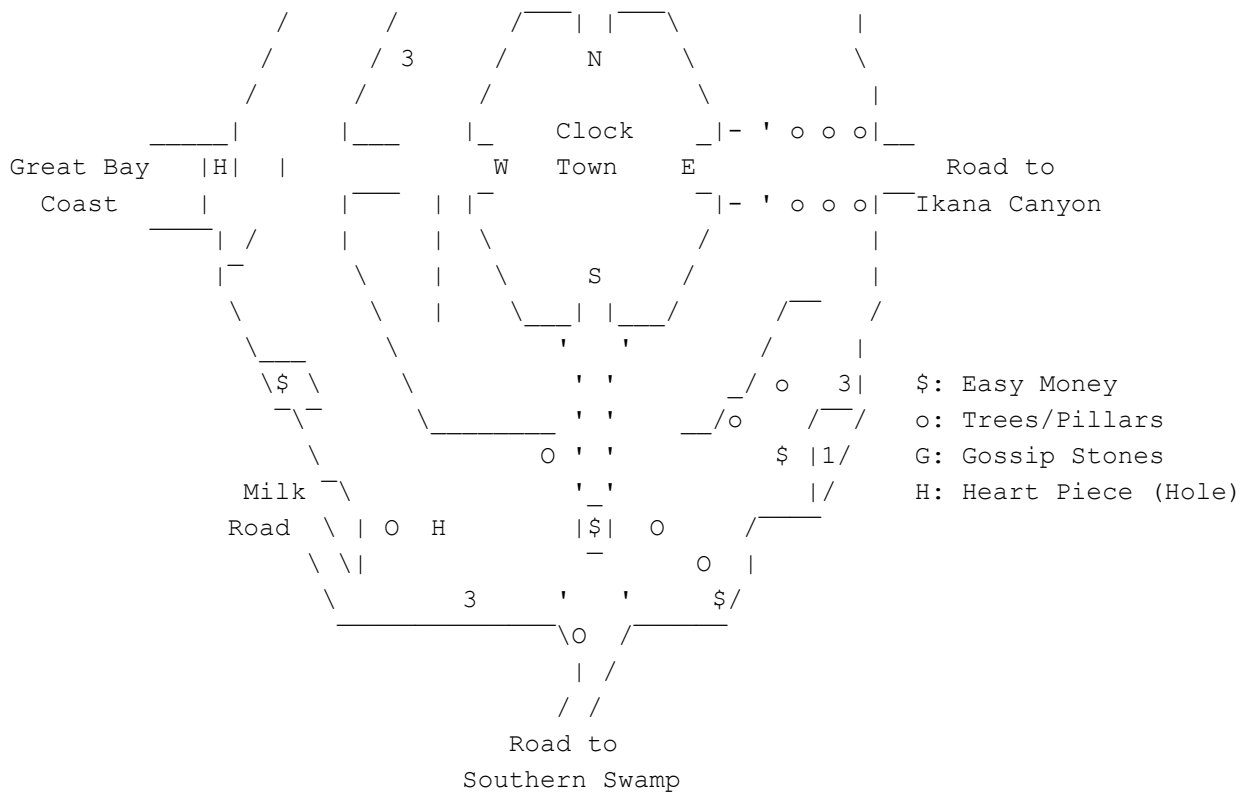 3
N
Clock
Great Bay H W Town E Road to
Coast Ikana Canyon
S
$ o 3 $: Easy Money
o o: Trees/Pillars
O $ 1 G: Gossip Stones
Milk H: Heart Piece (Hole)
Road O H $ O
O
3 $
O
Road to
Southern Swamp